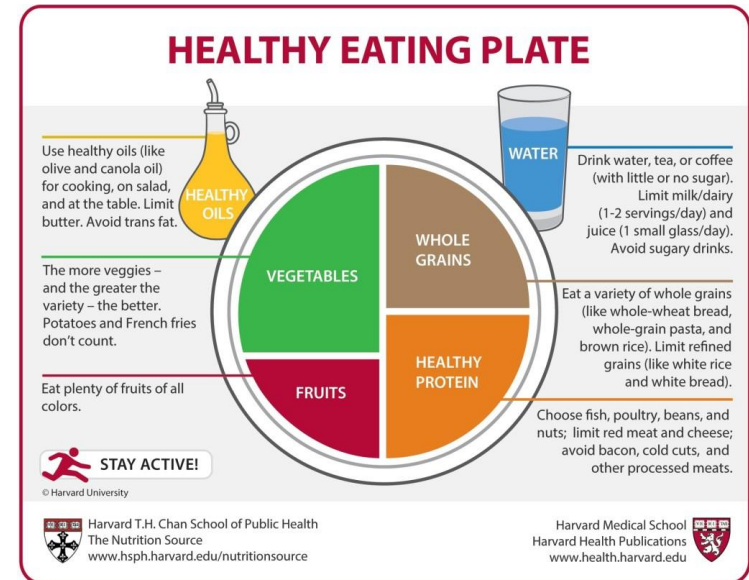 HEALTHY EATING PLATE
Use healthy oils (like
olive and canola oil)
for cooking, on salad,
and at the table. Limit
butter. Avoid trans fat.
HEALTHY
OILS
The more veggies –
and the greater the
variety – the better.
Potatoes and French fries
don’t count.
Eat plenty of fruits of all
colors.
VEGETABLES
FRUITS
WHOLE
GRAINS
HEALTHY
PROTEIN
WATER
Drink water, tea, or coffee
(with little or no sugar).
Limit milk/dairy
(1-2 servings/day) and
juice (1 small glass/day).
Avoid sugary drinks.
Eat a variety of whole grains
(like whole-wheat bread,
whole-grain pasta, and
brown rice). Limit refined
grains (like white rice
and white bread).
Choose fish, poultry, beans, and
nuts; limit red meat and cheese;
avoid bacon, cold cuts, and
other processed meats.
STAY ACTIVE!
© Harvard University
Harvard T.H. Chan School of Public Health
The Nutrition Source
www.hsph.harvard.edu/nutritionsource
Harvard Medical School
Harvard Health Publications
www.health.harvard.edu